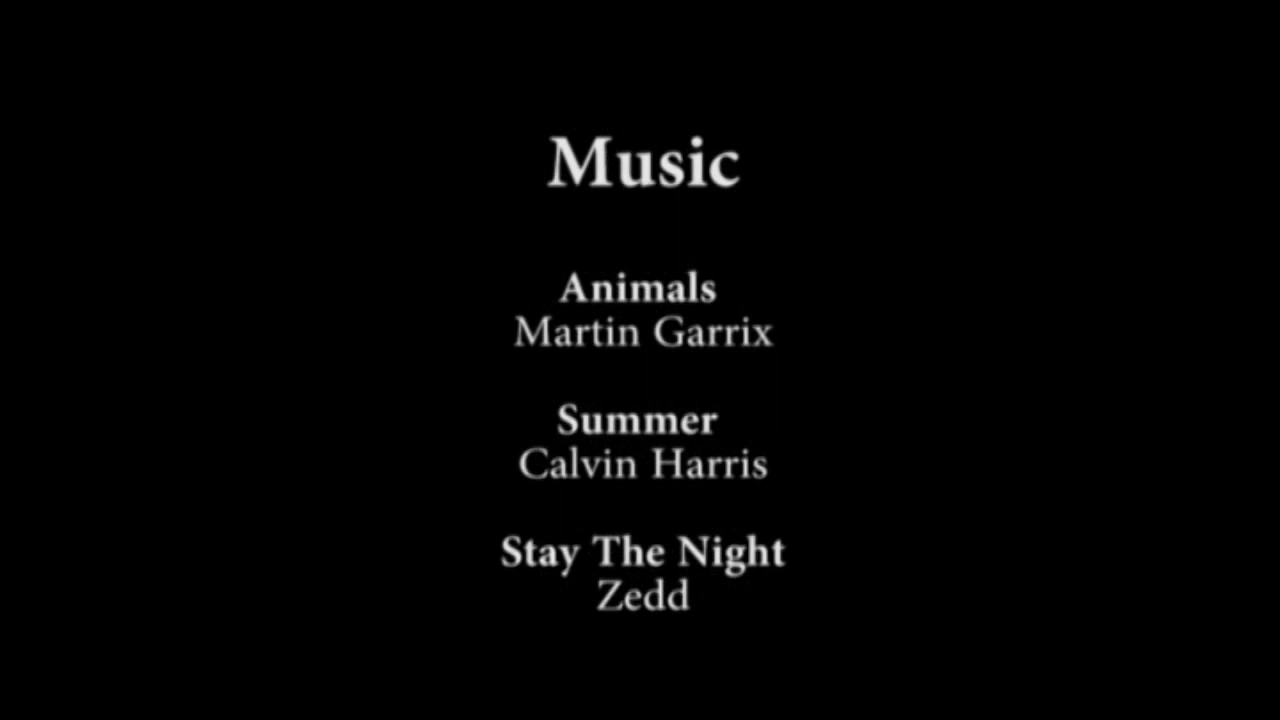 Music
Animals
Martin Garrix
Summer
Calvin Harris
Stay The Night
Zedd